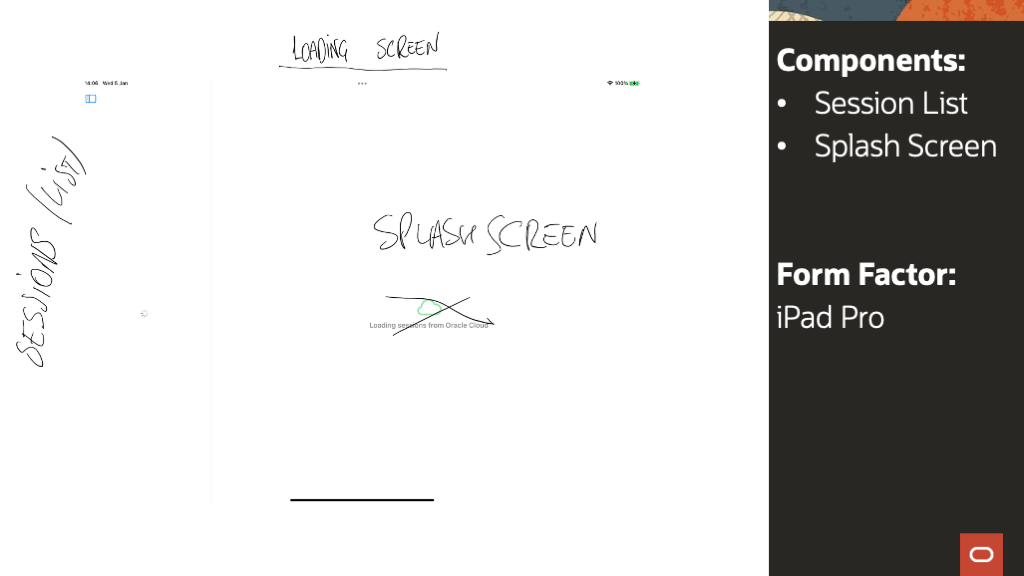 LOADING SCREEN
14:06 Wed 5 Jan
100%
SESSIONS (LIST)
SPLASH SCREEN
Loading sessions from Oracle Cloud
Components:
• Session List
• Splash Screen
Form Factor:
iPad Pro